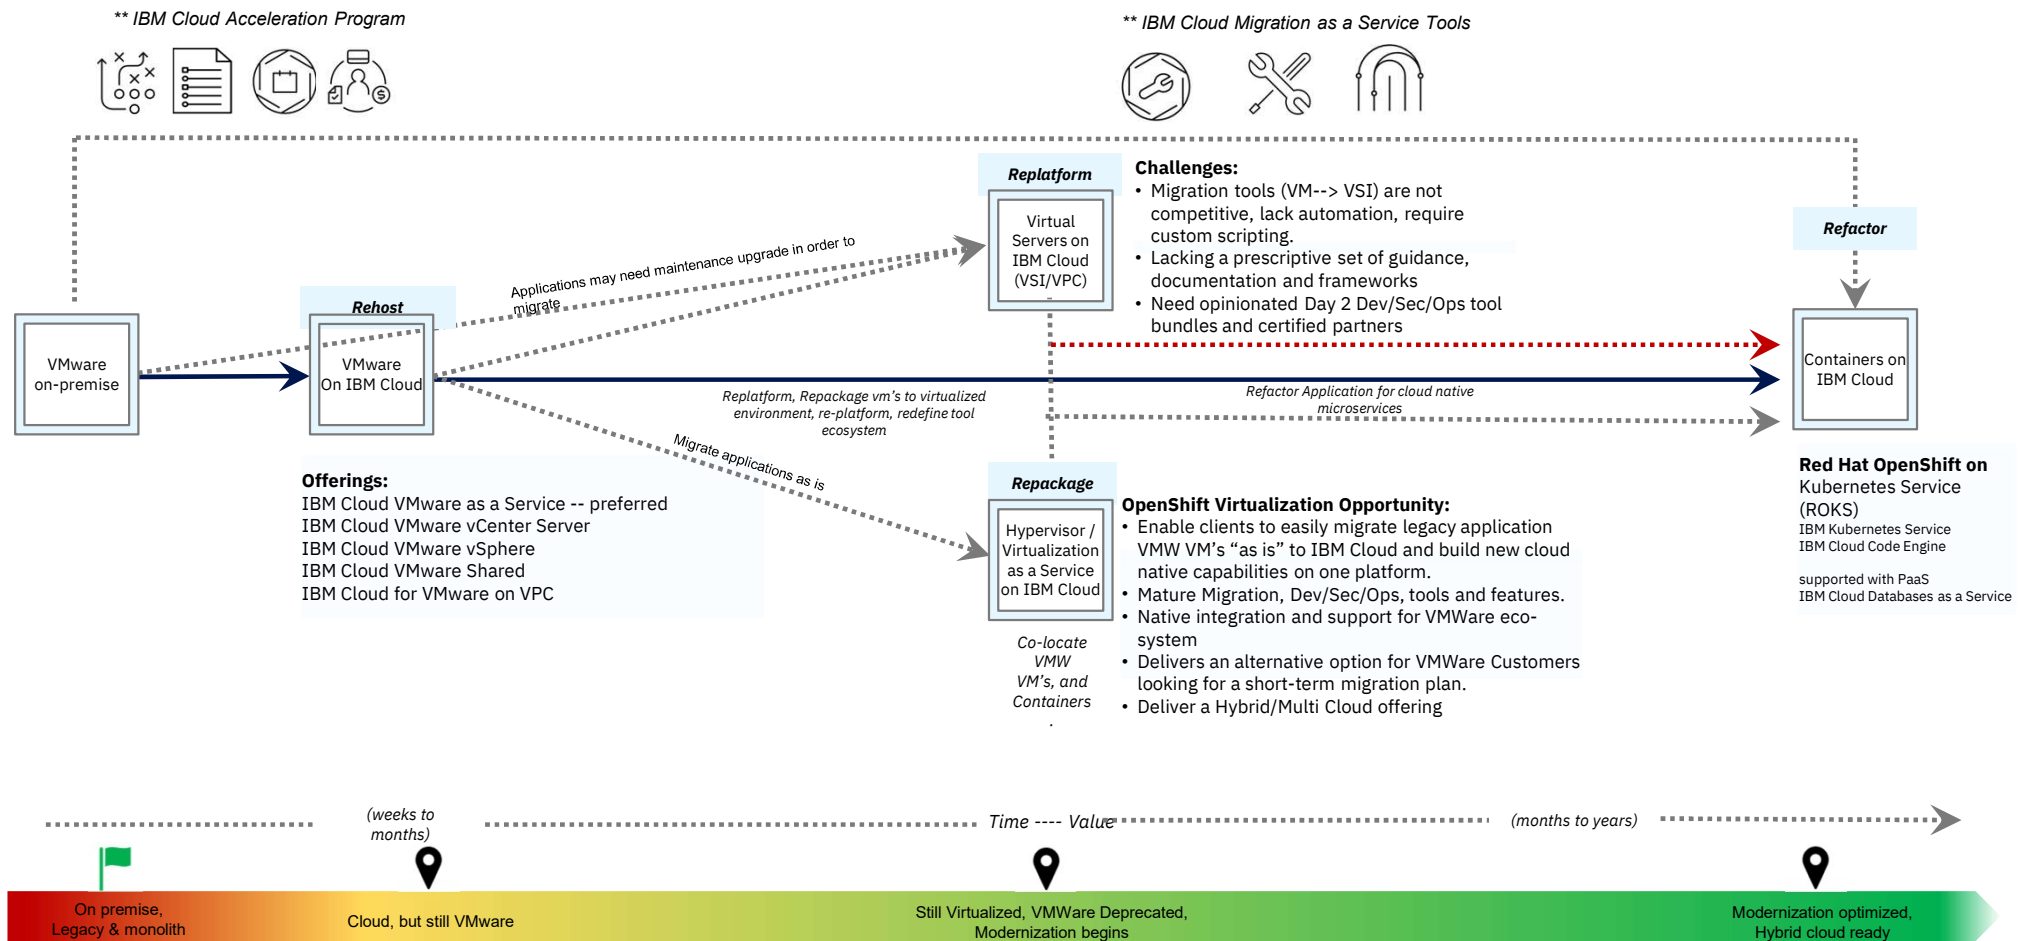 ** IBM Cloud Acceleration Program
** IBM Cloud Migration as a Service Tools
Replatform
Virtual
Servers on
IBM Cloud
(VSI/VPC)
Challenges:
• Migration tools (VM--> VSI) are not
competitive, lack automation, require
custom scripting.
• Lacking a prescriptive set of guidance,
documentation and frameworks
• Need opinionated Day 2 Dev/Sec/Ops tool
bundles and certified partners
Refactor
Applications may need maintenance upgrade in order to
migrate
Rehost
VMware
on-premise
VMware
On IBM Cloud
Containers on
IBM Cloud
Replatform, Repackage vm's to virtualized
environment, re-platform, redefine tool
ecosystem
Refactor Application for cloud native
microservices
Migrate applications as is
Offerings:
IBM Cloud VMware as a Service -- preferred
IBM Cloud VMware vCenter Server
IBM Cloud VMware vSphere
IBM Cloud VMware Shared
IBM Cloud for VMware on VPC
Repackage
Hypervisor /
Virtualization
as a Service
on IBM Cloud
Co-locate
VMW
VM's, and
Containers
.
OpenShift Virtualization Opportunity:
• Enable clients to easily migrate legacy application
VMW VM's “as is” to IBM Cloud and build new cloud
native capabilities on one platform.
• Mature Migration, Dev/Sec/Ops, tools and features.
• Native integration and support for VMWare eco-
system
• Delivers an alternative option for VMWare Customers
looking for a short-term migration plan.
• Deliver a Hybrid/Multi Cloud offering
Red Hat OpenShift on
Kubernetes Service
(ROKS)
IBM Kubernetes Service
IBM Cloud Code Engine
supported with PaaS
IBM Cloud Databases as a Service
(weeks to
months)
Time ---- Value
(months to years)
On premise,
Legacy & monolith
Cloud, but still VMware
Still Virtualized, VMWare Deprecated,
Modernization begins
Modernization optimized,
Hybrid cloud ready